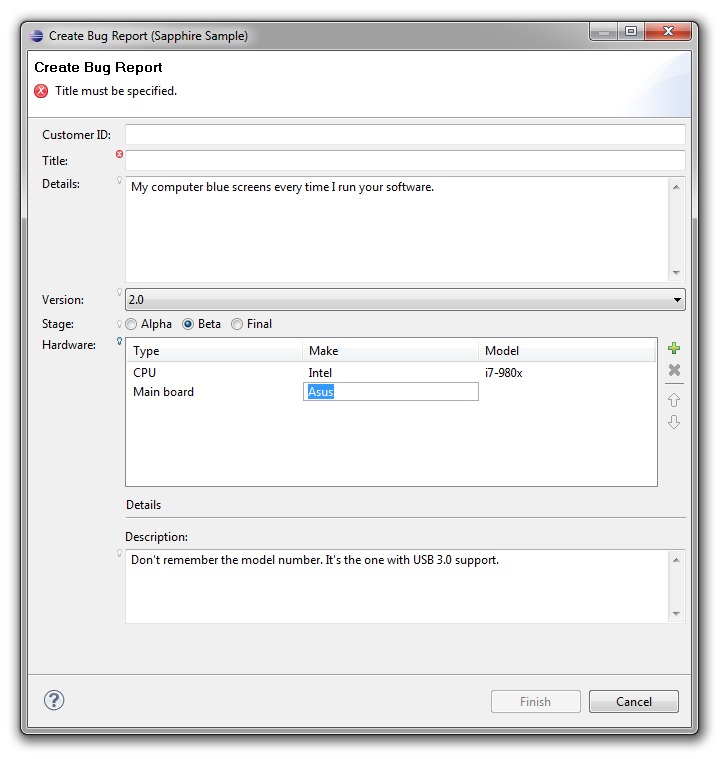 Create Bug Report (Sapphire Sample)
Create Bug Report
Title must be specified.
Customer ID:
Title:
Details:
My computer blue screens every time I run your software.
Version:
2.0
Stage: Alpha Beta Final
Hardware:
Type Make Model
CPU Intel i7-980x
Main board Asus
Details
Description:
Don't remember the model number. It's the one with USB 3.0 support.
? Finish Cancel